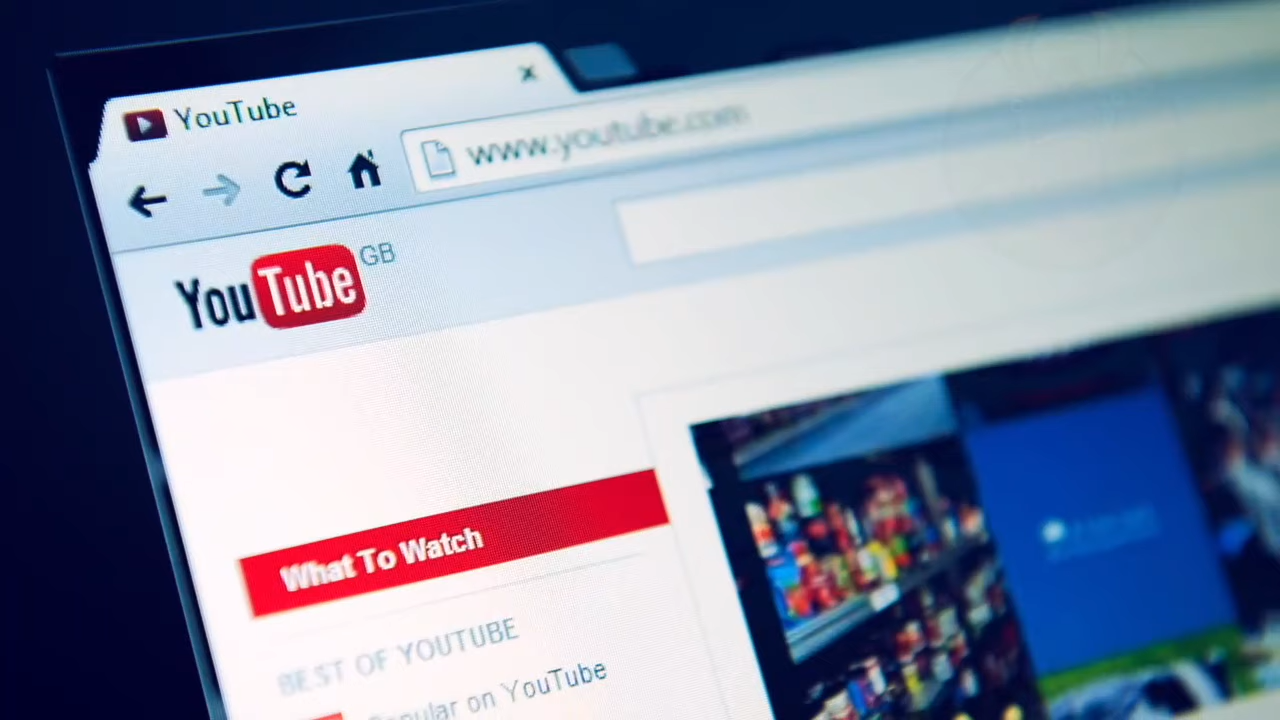 YouTube
www.youtube.com
YouTube GB
What To Watch
BEST OF YOUTUBE
Popular on YouTube